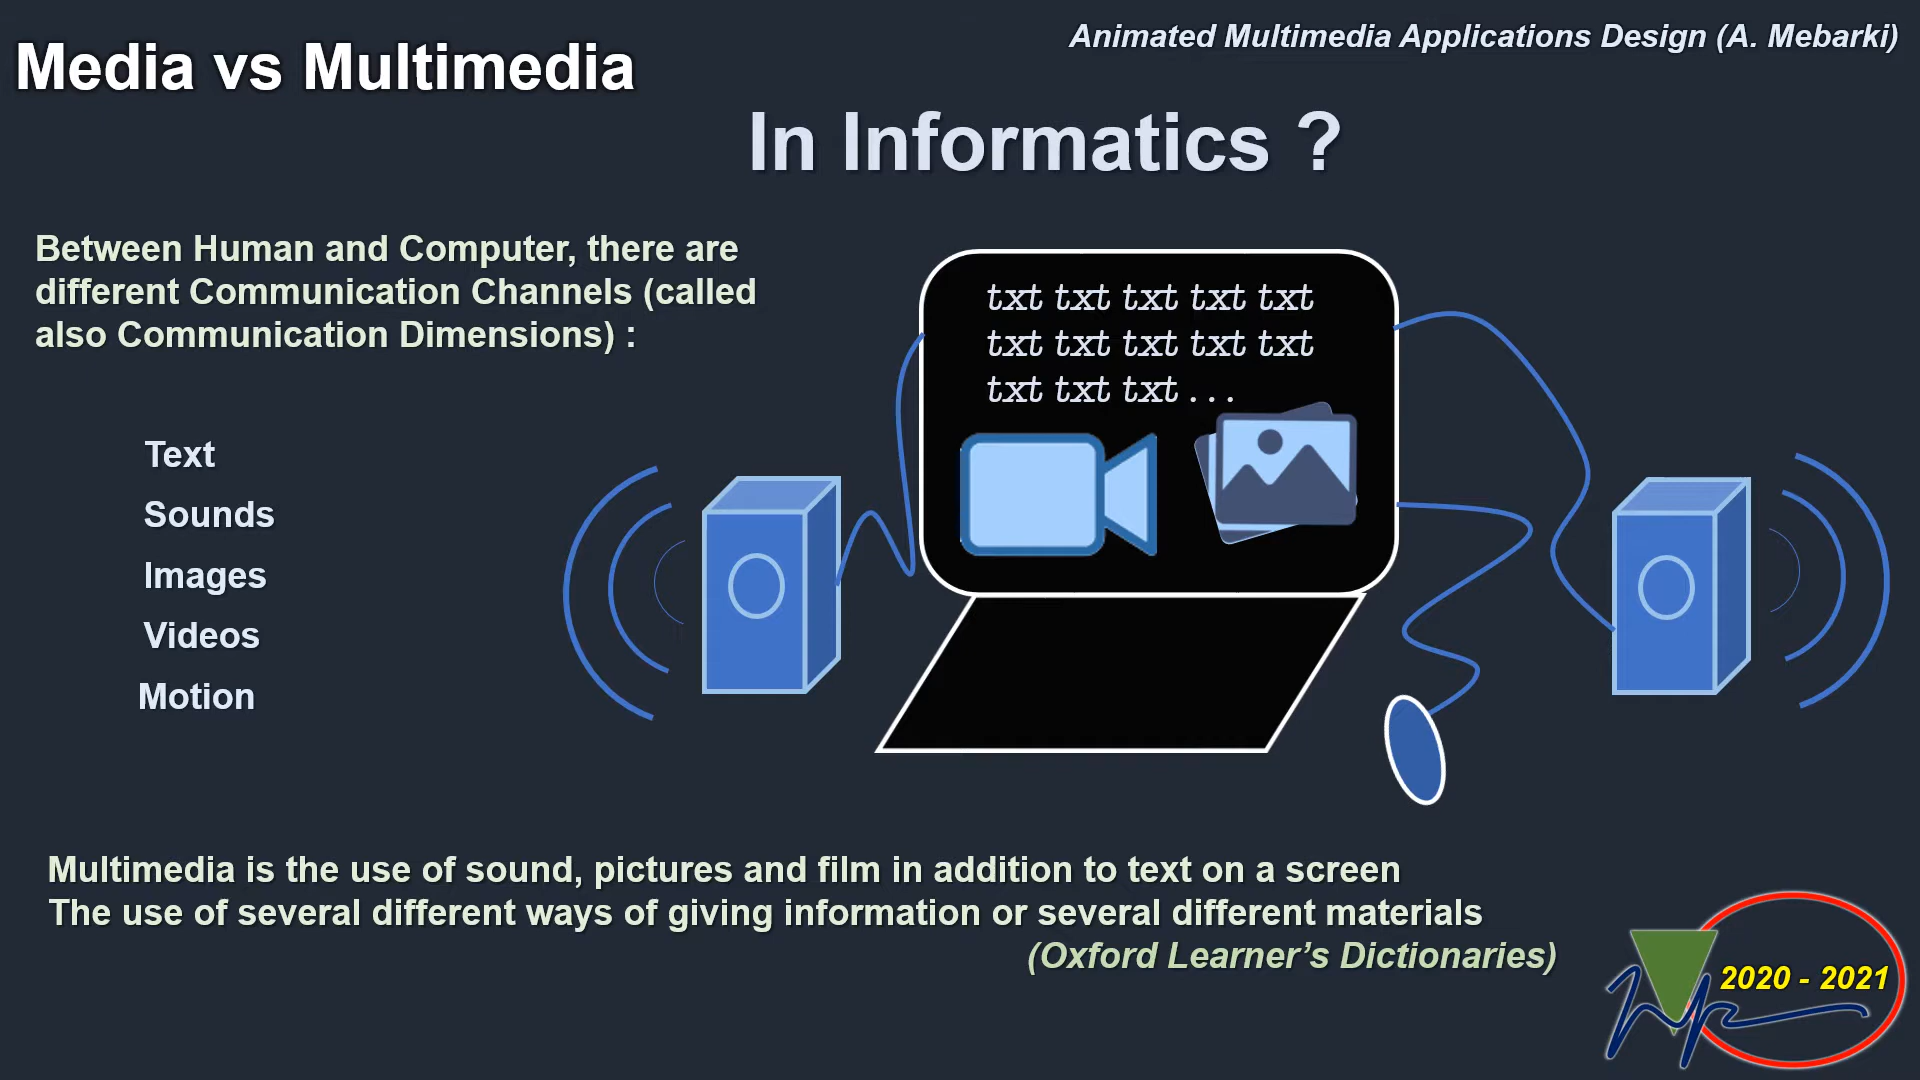 Animated Multimedia Applications Design (A. Mebarki)
Media vs Multimedia
In Informatics ?
Between Human and Computer, there are
different Communication Channels (called
also Communication Dimensions) :
Text
Sounds
Images
Videos
Motion
txt txt txt txt txt
txt txt txt txt txt
txt txt txt ...
Multimedia is the use of sound, pictures and film in addition to text on a screen
The use of several different ways of giving information or several different materials
(Oxford Learner’s Dictionaries)
2020 - 2021